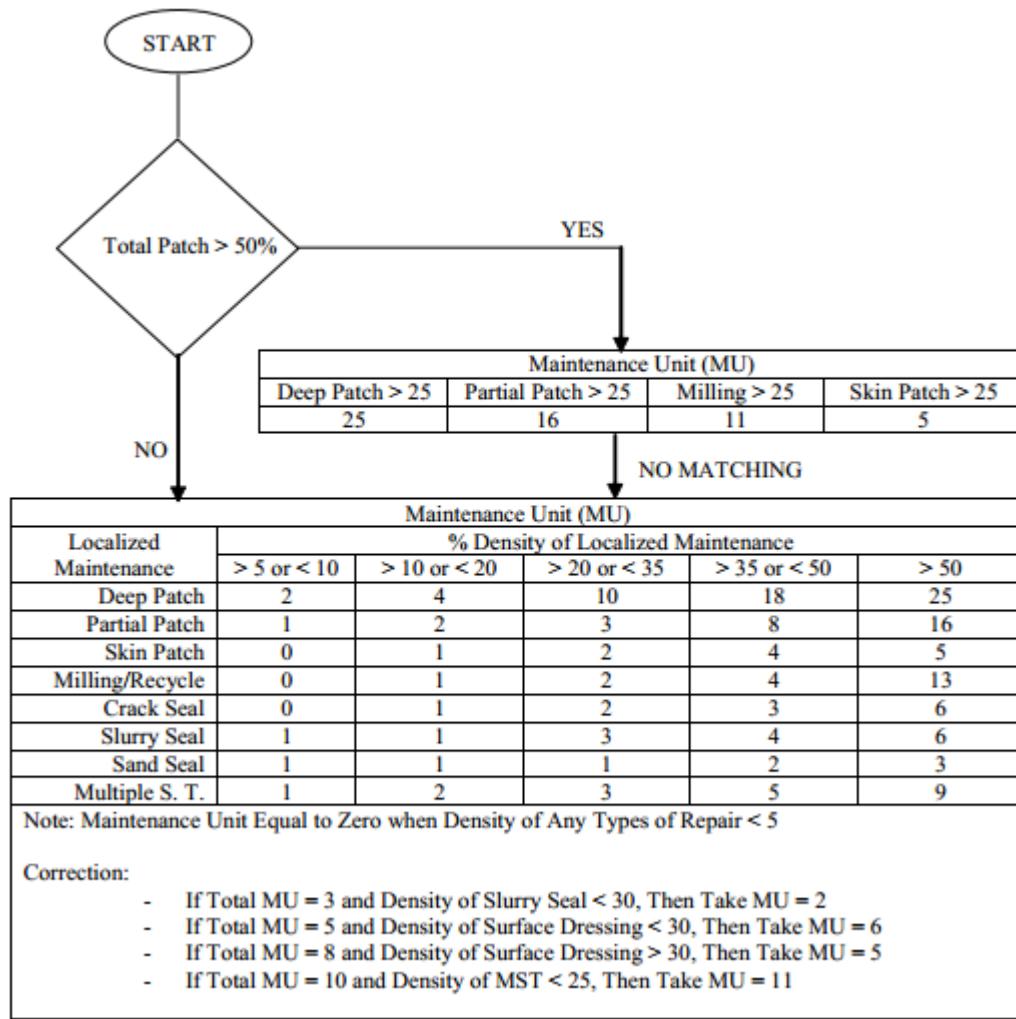 START
Total Patch > 50%
YES
Maintenance Unit (MU)
Deep Patch > 25 Partial Patch > 25 Milling > 25 Skin Patch > 25
25 16 11 5
NO
NO MATCHING
Maintenance Unit (MU)
Localized Maintenance % Density of Localized Maintenance
> 5 or < 10 > 10 or < 20 > 20 or < 35 > 35 or < 50 > 50
Deep Patch 2 4 10 18 25
Partial Patch 1 2 3 8 16
Skin Patch 0 1 2 4 5
Milling/Recycle 0 1 2 4 13
Crack Seal 0 1 2 3 6
Slurry Seal 1 1 3 4 6
Sand Seal 1 1 1 2 3
Multiple S. T. 1 2 3 5 9
Note: Maintenance Unit Equal to Zero when Density of Any Types of Repair < 5
Correction:
- If Total MU = 3 and Density of Slurry Seal < 30, Then Take MU = 2
- If Total MU = 5 and Density of Surface Dressing < 30, Then Take MU = 6
- If Total MU = 8 and Density of Surface Dressing > 30, Then Take MU = 5
- If Total MU = 10 and Density of MST < 25, Then Take MU = 11